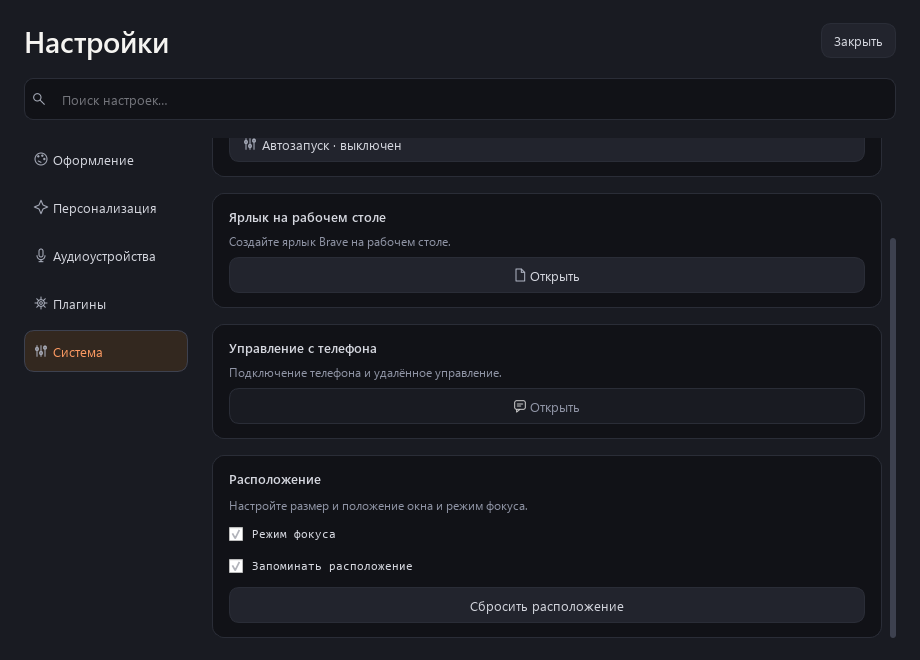 Настройки
Закрыть
Поиск настроек...
Оформление
Персонализация
Аудиоустройства
Плагины
Система
Автозапуск · выключен
Ярлык на рабочем столе
Создайте ярлык Brave на рабочем столе.
Открыть
Управление с телефона
Подключение телефона и удалённое управление.
Открыть
Расположение
Настройте размер и положение окна и режим фокуса.
Режим фокуса
Запоминать расположение
Сбросить расположение